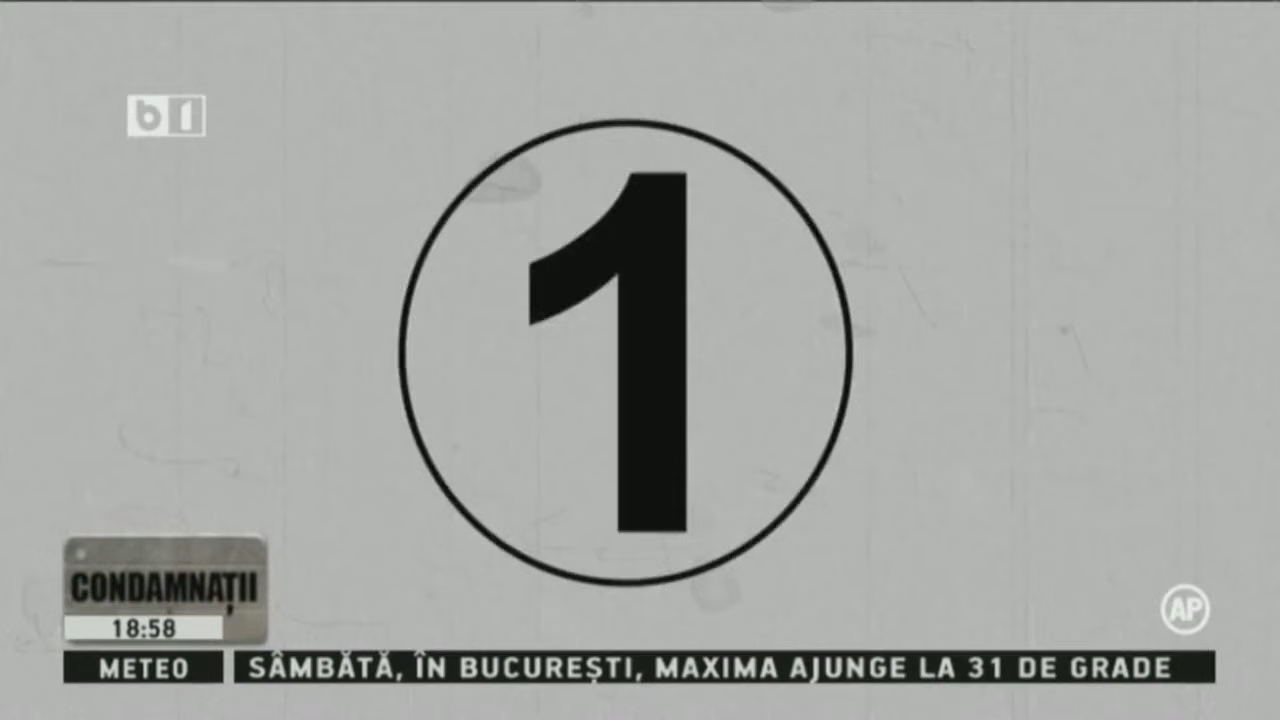 b1
1
CONDAMNAȚII
18:58
AP
METEO SÂMBĂTĂ, ÎN BUCUREȘTI, MAXIMA AJUNGE LA 31 DE GRADE